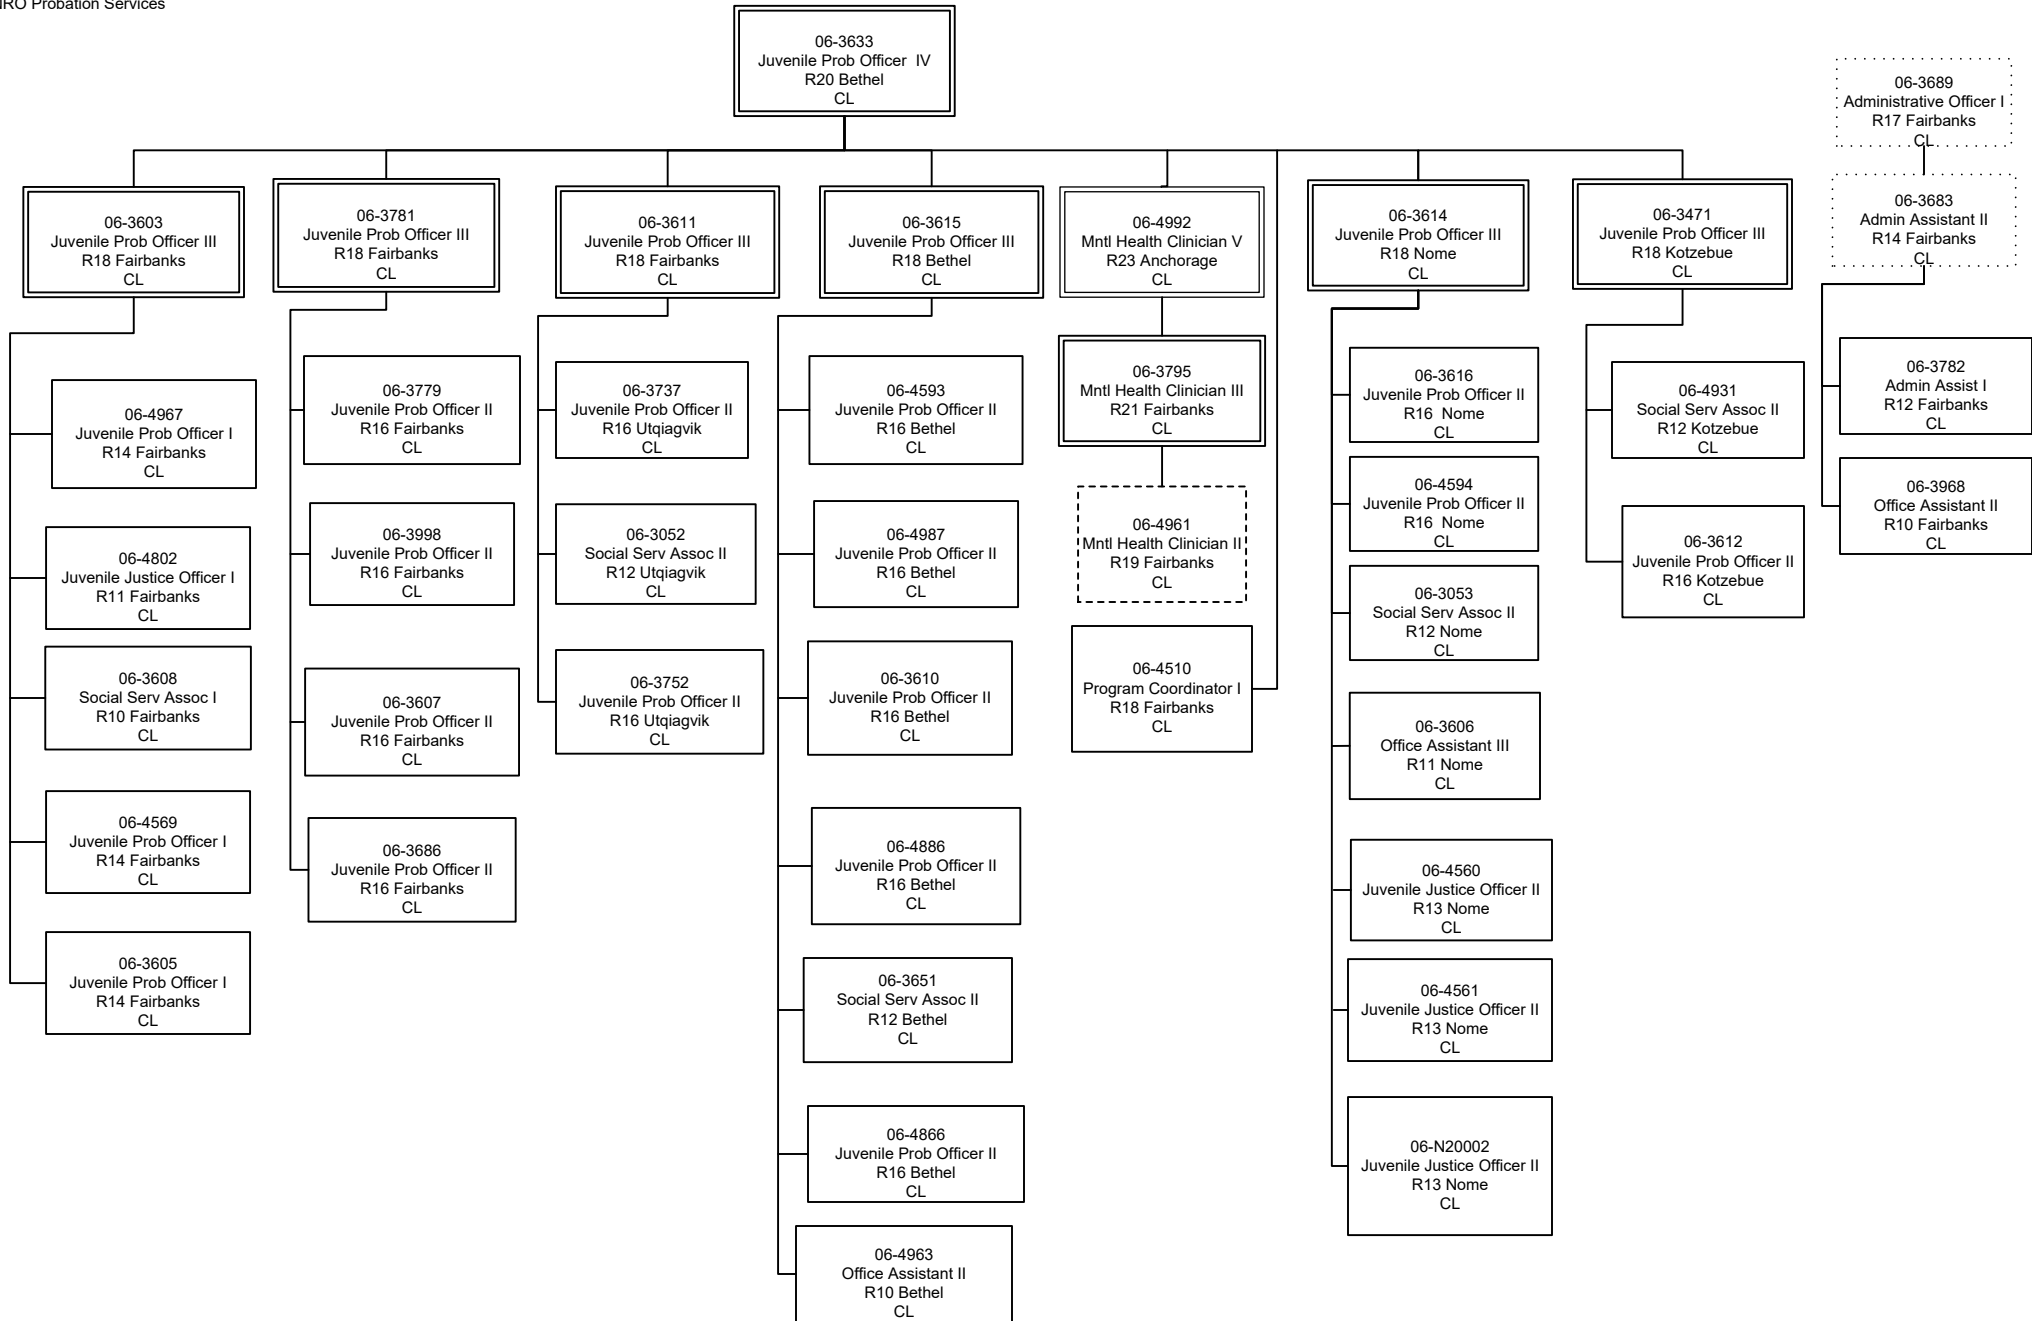 NRO Probation Services
06-3633
Juvenile Prob Officer  IV
R20 Bethel
CL
06-3689
Administrative Officer I
R17 Fairbanks
CL
06-3603
Juvenile Prob Officer III
R18 Fairbanks
CL
06-3781
Juvenile Prob Officer III
R18 Fairbanks
CL
06-3611
Juvenile Prob Officer III
R18 Fairbanks
CL
06-3615
Juvenile Prob Officer III
R18 Bethel
CL
06-4992
Mntl Health Clinician V
R23 Anchorage
CL
06-3614
Juvenile Prob Officer III
R18 Nome
CL
06-3471
Juvenile Prob Officer III
R18 Kotzebue
CL
06-3683
Admin Assistant II
R14 Fairbanks
CL
06-4967
Juvenile Prob Officer I
R14 Fairbanks
CL
06-4802
Juvenile Justice Officer I
R11 Fairbanks
CL
06-3608
Social Serv Assoc I
R10 Fairbanks
CL
06-4569
Juvenile Prob Officer I
R14 Fairbanks
CL
06-3605
Juvenile Prob Officer I
R14 Fairbanks
CL
06-3779
Juvenile Prob Officer II
R16 Fairbanks
CL
06-3998
Juvenile Prob Officer II
R16 Fairbanks
CL
06-3607
Juvenile Prob Officer II
R16 Fairbanks
CL
06-3686
Juvenile Prob Officer II
R16 Fairbanks
CL
06-3737
Juvenile Prob Officer II
R16 Utqiagvik
CL
06-3052
Social Serv Assoc II
R12 Utqiagvik
CL
06-3752
Juvenile Prob Officer II
R16 Utqiagvik
CL
06-4593
Juvenile Prob Officer II
R16 Bethel
CL
06-4987
Juvenile Prob Officer II
R16 Bethel
CL
06-3610
Juvenile Prob Officer II
R16 Bethel
CL
06-4886
Juvenile Prob Officer II
R16 Bethel
CL
06-3651
Social Serv Assoc II
R12 Bethel
CL
06-4866
Juvenile Prob Officer II
R16 Bethel
CL
06-4963
Office Assistant II
R10 Bethel
CL
06-3795
Mntl Health Clinician III
R21 Fairbanks
CL
06-4961
Mntl Health Clinician II
R19 Fairbanks
CL
06-4510
Program Coordinator I
R18 Fairbanks
CL
06-3616
Juvenile Prob Officer II
R16  Nome
CL
06-4594
Juvenile Prob Officer II
R16  Nome
CL
06-3053
Social Serv Assoc II
R12 Nome
CL
06-3606
Office Assistant III
R11 Nome
CL
06-4560
Juvenile Justice Officer II
R13 Nome
CL
06-4561
Juvenile Justice Officer II
R13 Nome
CL
06-N20002
Juvenile Justice Officer II
R13 Nome
CL
06-4931
Social Serv Assoc II
R12 Kotzebue
CL
06-3612
Juvenile Prob Officer II
R16 Kotzebue
CL
06-3782
Admin Assist I
R12 Fairbanks
CL
06-3968
Office Assistant II
R10 Fairbanks
CL